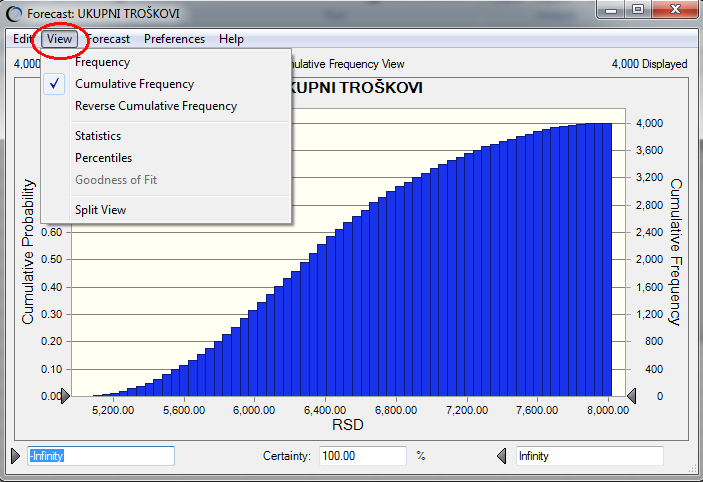 Forecast: UKUPNI TROŠKOVI
Edit View Forecast Preferences Help
4,000 Cumulative Frequency View 4,000 Displayed
Frequency
Cumulative Frequency
Reverse Cumulative Frequency
Statistics
Percentiles
Goodness of Fit
Split View
UKUPNI TROŠKOVI
Cumulative Probability
0.60
0.50
0.40
0.30
0.20
0.10
0.00
4,000
3,600
3,200
2,800
2,400
2,000
1,600
1,200
800
400
0
Cumulative Frequency
5,200.00 5,600.00 6,000.00 6,400.00 6,800.00 7,200.00 7,600.00 8,000.00
RSD
-Infinity Certainty: 100.00 % Infinity